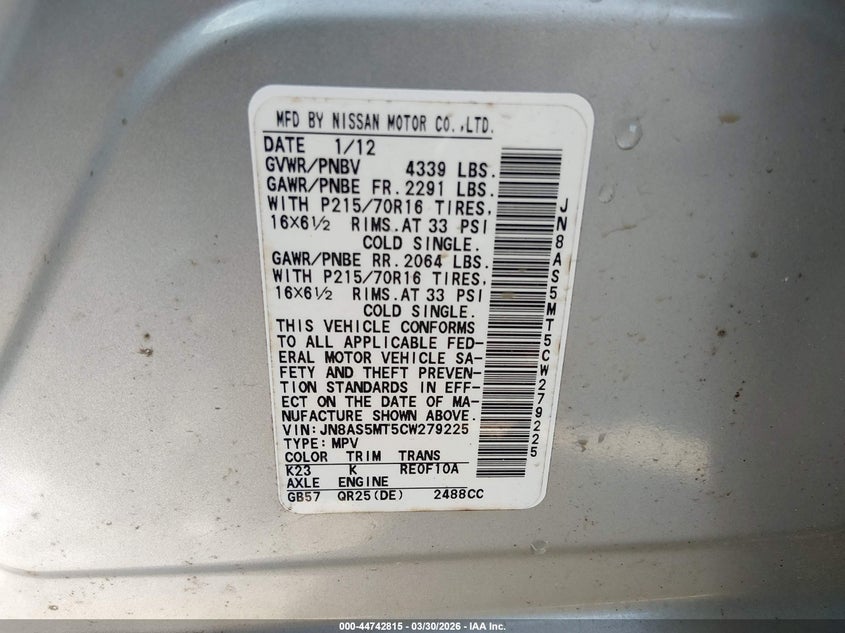 MFD BY NISSAN MOTOR CO.,LTD.
DATE 1/12
GVWR/PNBV 4339 LBS.
GAWR/PNBE FR.2291 LBS.
WITH P215/70R16 TIRES,
16X6½ RIMS.AT 33 PSI
COLD SINGLE.
GAWR/PNBE RR.2064 LBS.
WITH P215/70R16 TIRES,
16X6½ RIMS.AT 33 PSI
COLD SINGLE.
THIS VEHICLE CONFORMS
TO ALL APPLICABLE FED-
ERAL MOTOR VEHICLE SA-
FETY AND THEFT PREVEN-
TION STANDARDS IN EFF-
ECT ON THE DATE OF MA-
NUFACTURE SHOWN ABOVE.
VIN:JN8AS5MT5CW279225
TYPE:MPV
COLOR TRIM TRANS
K23 K RE0F10A
AXLE ENGINE
GB57 QR25(DE) 2488CC
JN8AS5MT5CW279225
000-44742815 - 03/30/2026 - IAA Inc.